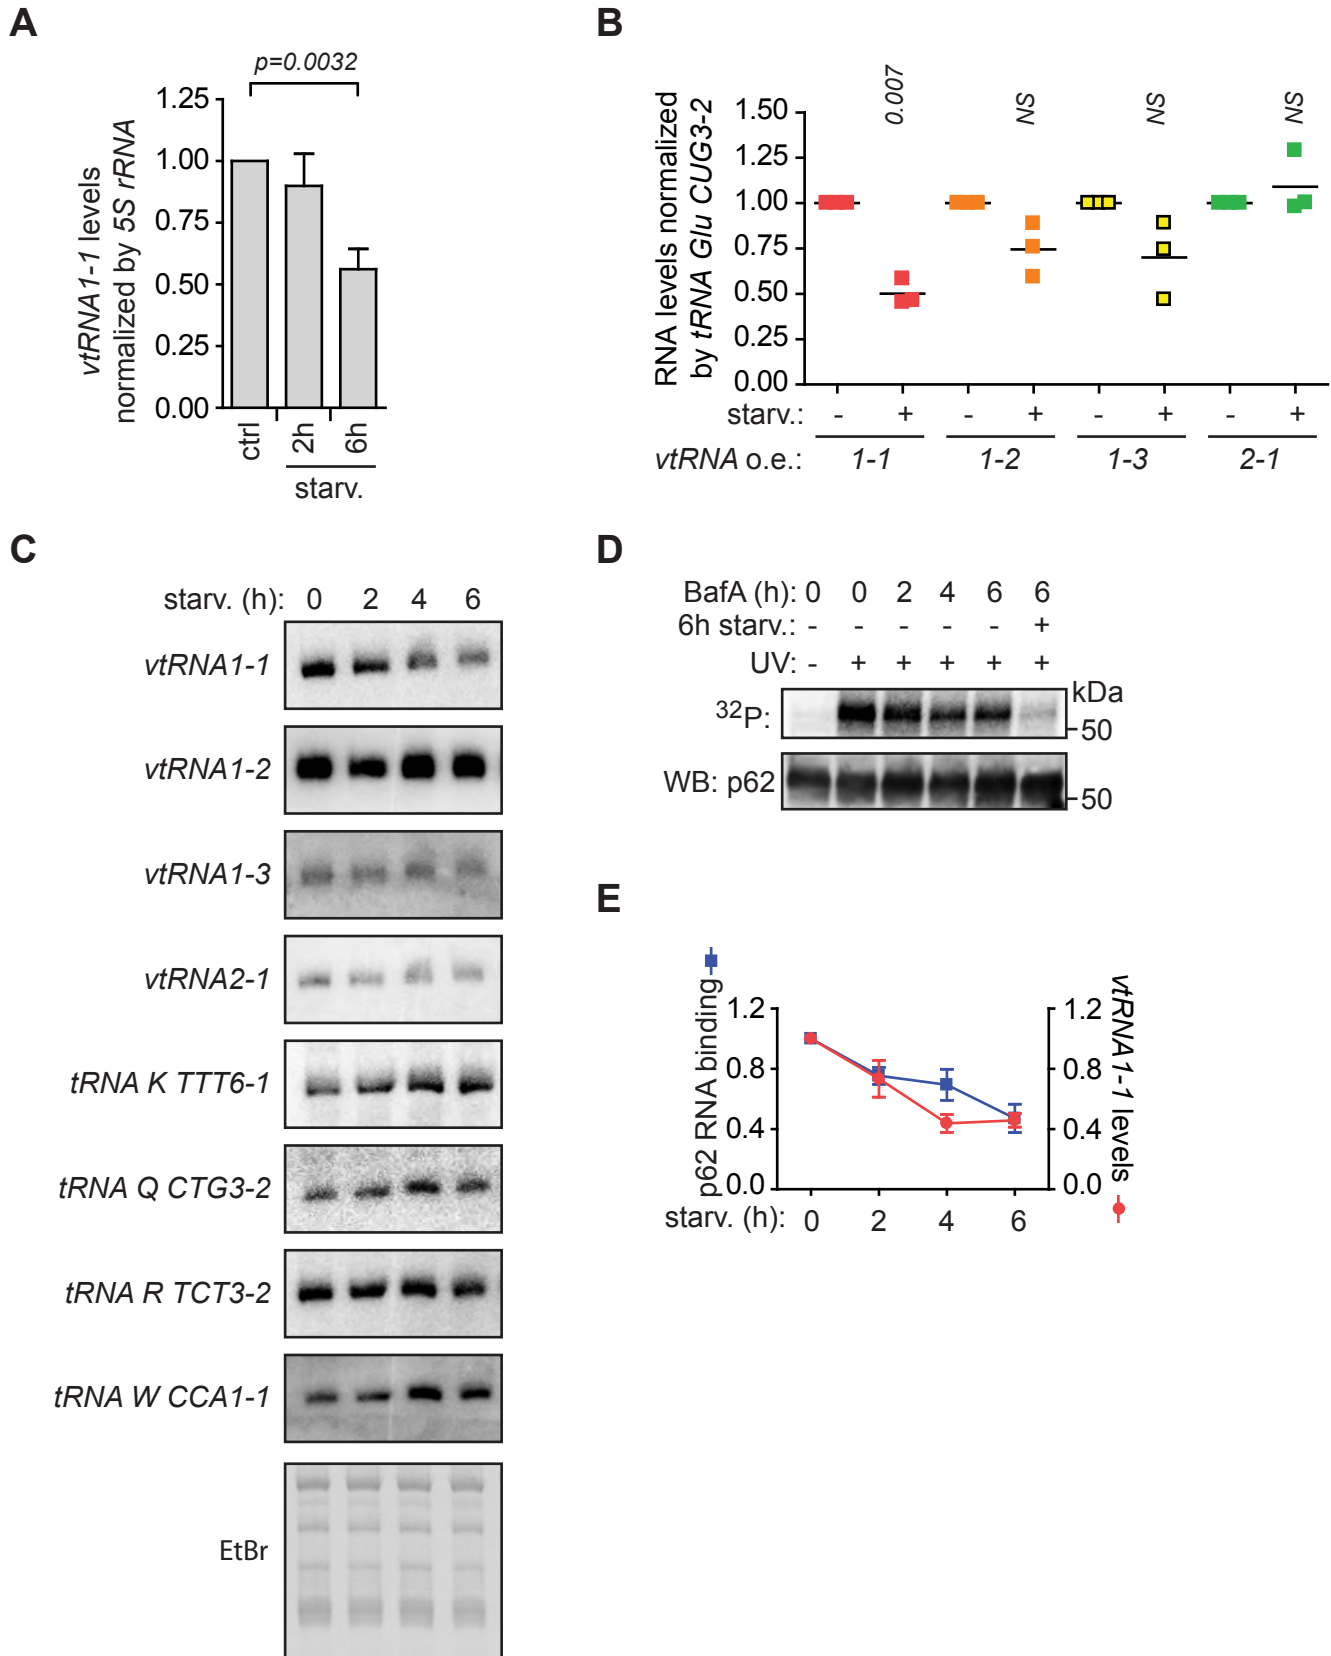 A
p=0.0032
vtRNA1-1 levels
normalized by 5S rRNA
1.25
1.00
0.75
0.50
0.25
0.00
ctrl
2h
6h
starv.
B
RNA levels normalized
by tRNA Glu CUG3-2
0.007
NS
NS
NS
1.50
1.25
1.00
0.75
0.50
0.25
0.00
starv.: - + - + - + - +
vtRNA o.e.: 1-1 1-2 1-3 2-1
C
starv. (h): 0 2 4 6
vtRNA1-1
vtRNA1-2
vtRNA1-3
vtRNA2-1
tRNA K TTT6-1
tRNA Q CTG3-2
tRNA R TCT3-2
tRNA W CCA1-1
EtBr
D
BafA (h): 0 0 2 4 6 6
6h starv.: - - - - - +
UV: - + + + + +
kDa
32P:
50
WB: p62
50
E
p62 RNA binding
1.2
0.8
0.4
0.0
1.2
0.8
0.4
0.0
vtRNA1-1 levels
starv. (h): 0 2 4 6